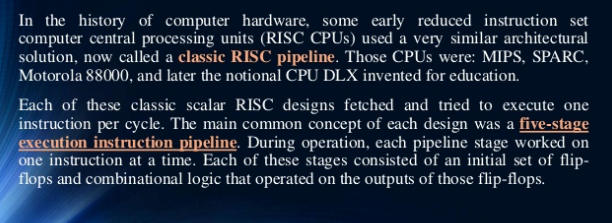 In the history of computer hardware, some early reduced instruction set
computer central processing units (RISC CPUs) used a very similar architectural
solution, now called a classic RISC pipeline. Those CPUs were: MIPS, SPARC,
Motorola 88000, and later the notional CPU DLX invented for education.
Each of these classic scalar RISC designs fetched and tried to execute one
instruction per cycle. The main common concept of each design was a five-stage
execution instruction pipeline. During operation, each pipeline stage worked on
one instruction at a time. Each of these stages consisted of an initial set of flip-
flops and combinational logic that operated on the outputs of those flip-flops.